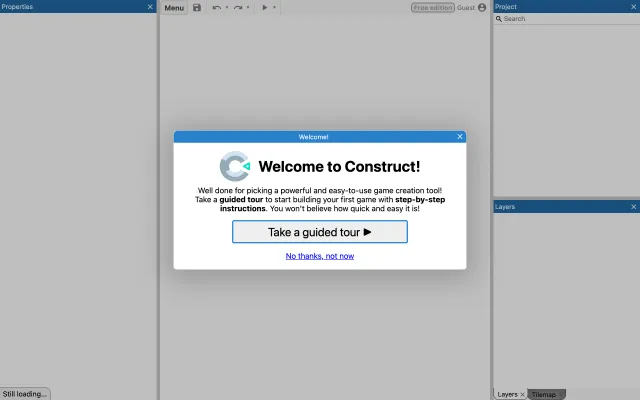 Properties
Menu
Free edition
Guest
Project
Search
Welcome!
Welcome to Construct!
Well done for picking a powerful and easy-to-use game creation tool!
Take a guided tour to start building your first game with step-by-step
instructions. You won't believe how quick and easy it is!
Take a guided tour
No thanks, not now
Layers
Still loading...
Layers
Tilemap